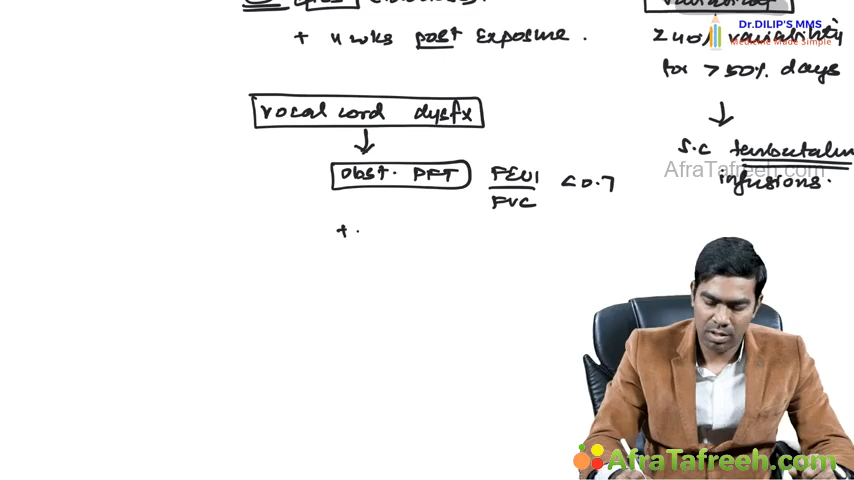 + 4 wks post exposure .
Dr.DILIP'S MMS
Medicine Made Simple
≥ 40% variability
for > 50% days
vocal cord dysfx
obst. PFT FEV1
FVC < 0.7
+ .
s.c terbutaline
infusions.
AfraTafreeh.com
AfraTafreeh.com